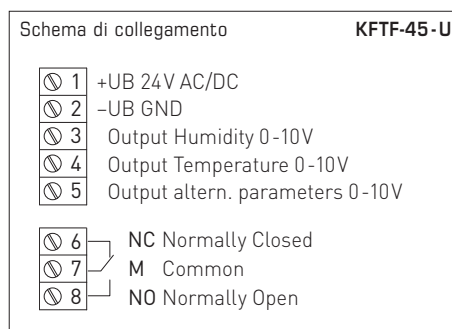 Schema di collegamento KFTF-45-U
1 +UB 24V AC/DC
2 –UB GND
3 Output Humidity 0-10V
4 Output Temperature 0-10V
5 Output altern. parameters 0-10V
6 NC Normally Closed
7 M Common
8 NO Normally Open